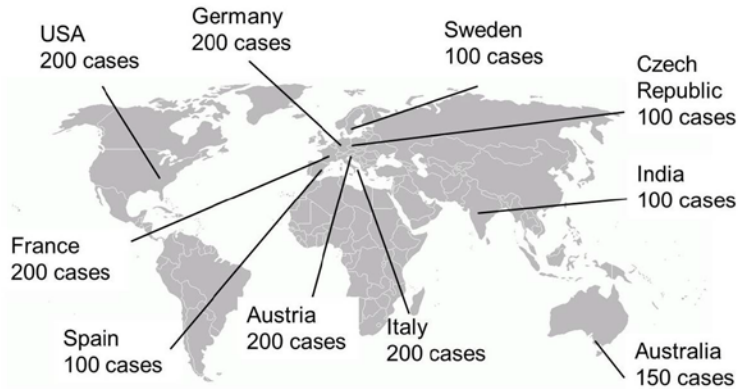 Germany
200 cases
USA
200 cases
Sweden
100 cases
Czech
Republic
100 cases
India
100 cases
France
200 cases
Austria
200 cases
Italy
200 cases
Spain
100 cases
Australia
150 cases